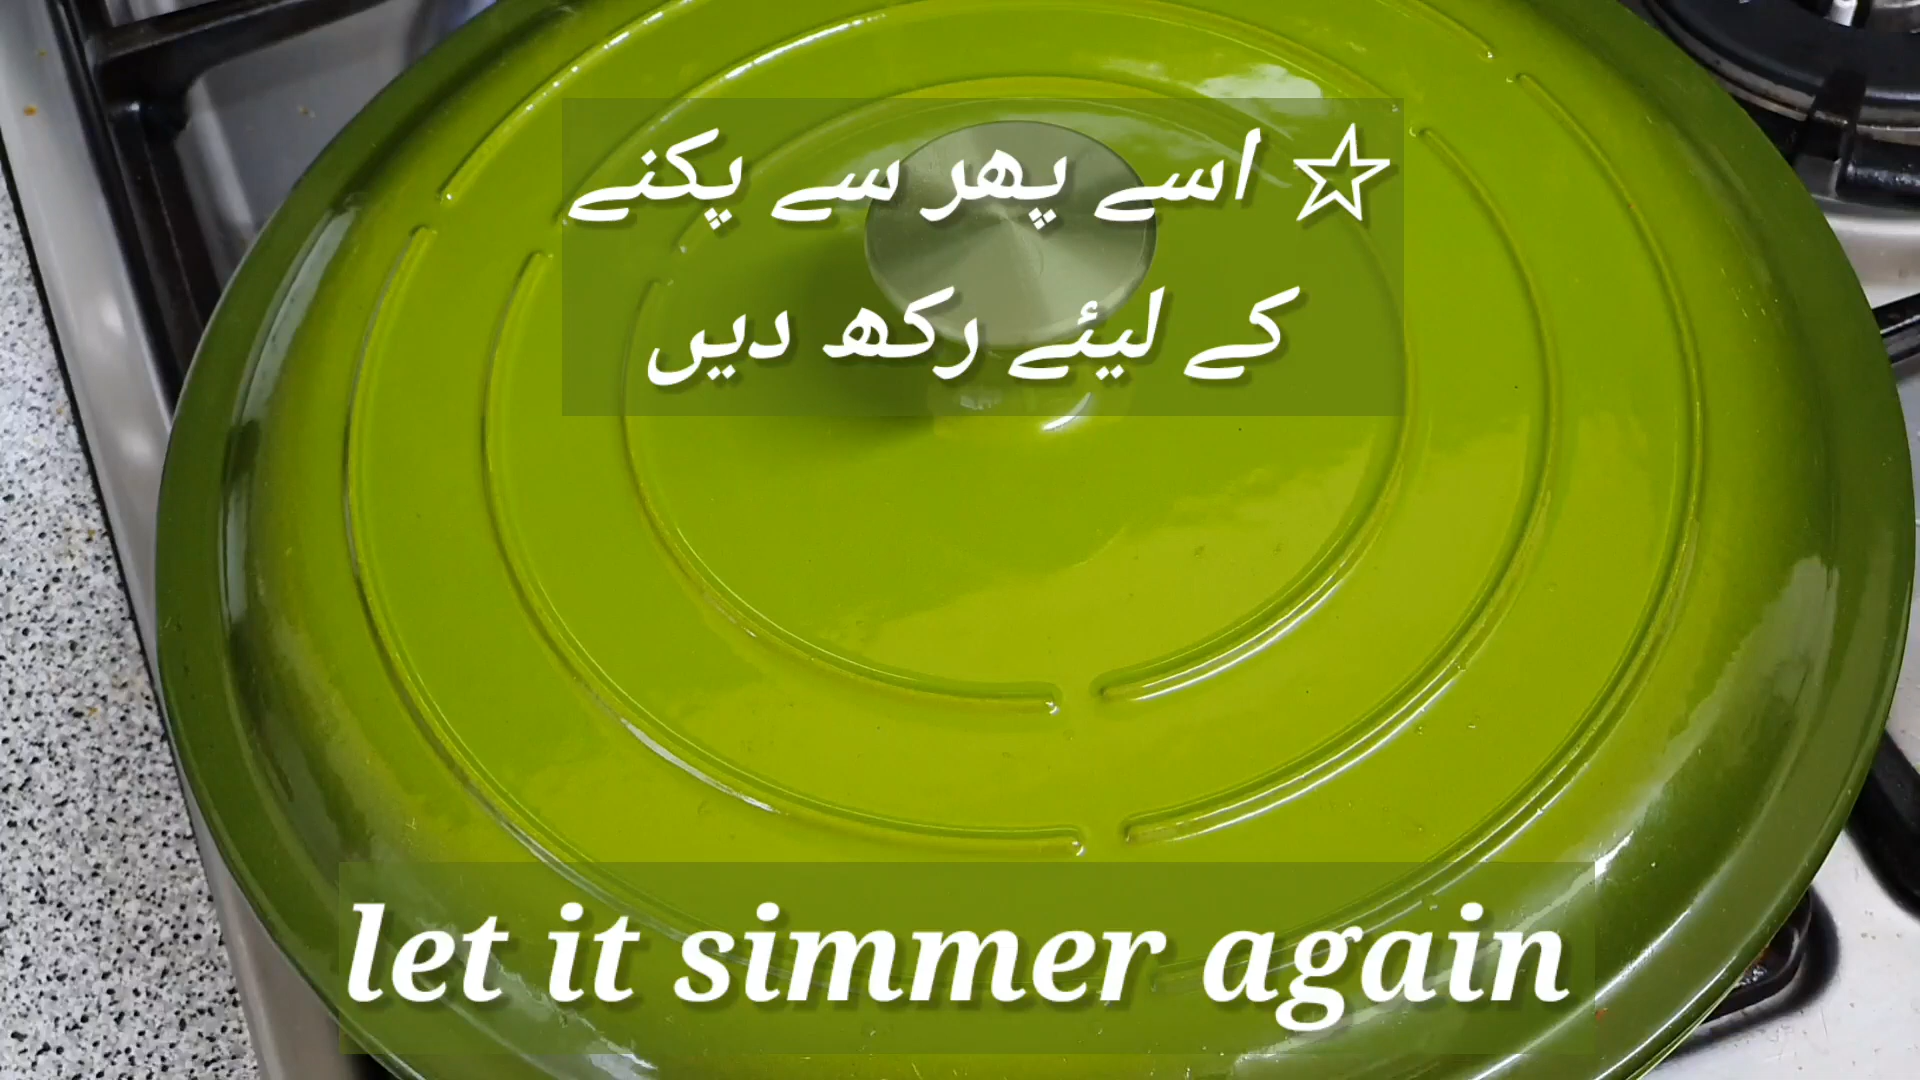 ☆ اسے پھر سے پکنے
کے لیئے رکھ دیں
let it simmer again